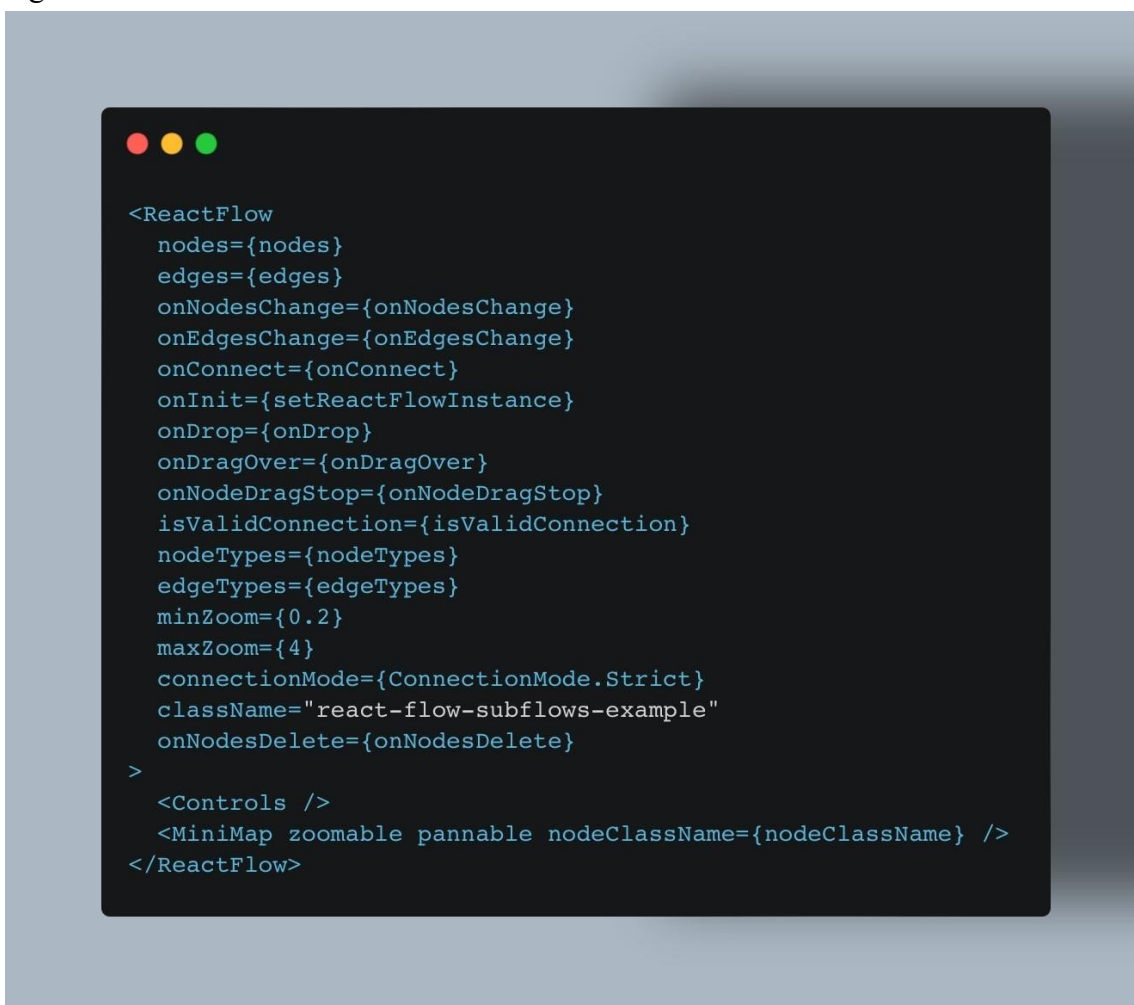 <ReactFlow
  nodes={nodes}
  edges={edges}
  onNodesChange={onNodesChange}
  onEdgesChange={onEdgesChange}
  onConnect={onConnect}
  onInit={setReactFlowInstance}
  onDrop={onDrop}
  onDragOver={onDragOver}
  onNodeDragStop={onNodeDragStop}
  isValidConnection={isValidConnection}
  nodeTypes={nodeTypes}
  edgeTypes={edgeTypes}
  minZoom={0.2}
  maxZoom={4}
  connectionMode={ConnectionMode.Strict}
  className="react-flow-subflows-example"
  onNodesDelete={onNodesDelete}
>
  <Controls />
  <MiniMap zoomable pannable nodeClassName={nodeClassName} />
</ReactFlow>